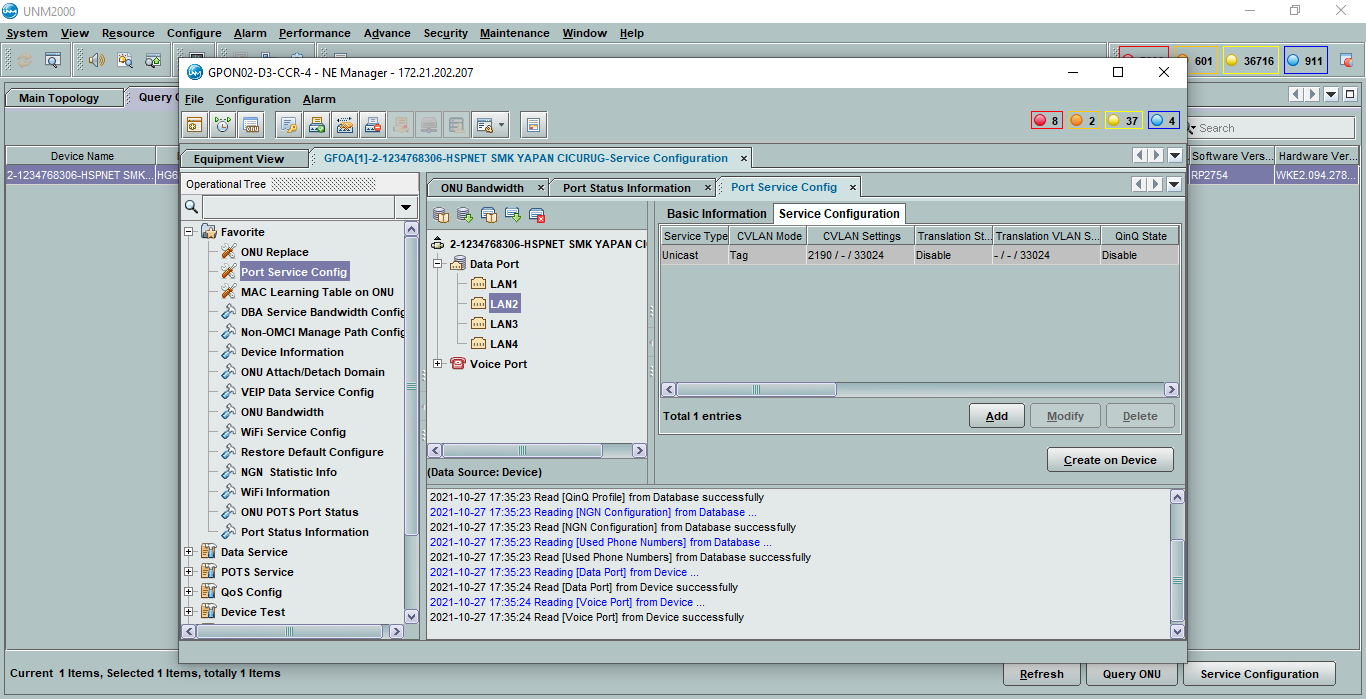 UNM2000
System View Resource Configure Alarm Performance Advance Security Maintenance Window Help
601 36716 911
GPON02-D3-CCR-4 - NE Manager - 172.21.202.207
Main Topology Query
File Configuration Alarm
8 2 37 4
Search
Equipment View GFOA[1]-2-1234768306-HSPNET SMK YAPAN CICURUG-Service Configuration
Device Name Software Vers... Hardware Ver...
2-1234768306-HSPNET SMK... HG6 RP2754 WKE2.094.278...
Operational Tree
ONU Bandwidth Port Status Information Port Service Config
Basic Information Service Configuration
Service Type CVLAN Mode CVLAN Settings Translation St... Translation VLAN S... QinQ State
Unicast Tag 2190 / - / 33024 Disable - / - / 33024 Disable
2-1234768306-HSPNET SMK YAPAN CI
Data Port
LAN1
LAN2
LAN3
LAN4
Voice Port
Favorite
ONU Replace
Port Service Config
MAC Learning Table on ONU
DBA Service Bandwidth Config
Non-OMCI Manage Path Config
Device Information
ONU Attach/Detach Domain
VEIP Data Service Config
ONU Bandwidth
WiFi Service Config
Restore Default Configure
NGN Statistic Info
WiFi Information
ONU POTS Port Status
Port Status Information
Data Service
POTS Service
QoS Config
Device Test
Total 1 entries Add Modify Delete
Create on Device
(Data Source: Device)
2021-10-27 17:35:23 Read [QinQ Profile] from Database successfully
2021-10-27 17:35:23 Reading [NGN Configuration] from Database ...
2021-10-27 17:35:23 Read [NGN Configuration] from Database successfully
2021-10-27 17:35:23 Reading [Used Phone Numbers] from Database ...
2021-10-27 17:35:23 Read [Used Phone Numbers] from Database successfully
2021-10-27 17:35:23 Reading [Data Port] from Device ...
2021-10-27 17:35:24 Read [Data Port] from Device successfully
2021-10-27 17:35:24 Reading [Voice Port] from Device ...
2021-10-27 17:35:24 Read [Voice Port] from Device successfully
Current 1 Items, Selected 1 Items, totally 1 Items
Refresh Query ONU Service Configuration